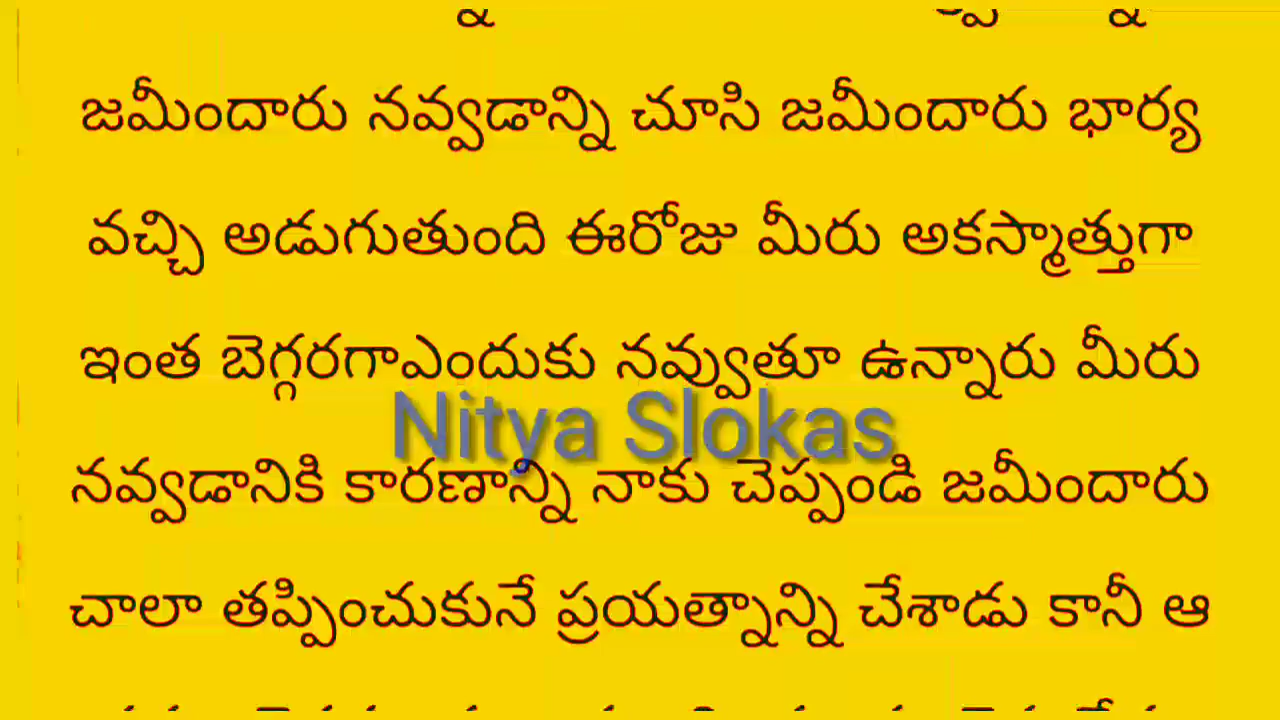 జమీందారు నవ్వడాన్ని చూసి జమీందారు భార్య
వచ్చి అడుగుతుంది ఈరోజు మీరు అకస్మాత్తుగా
ఇంత బెగ్గరగాఎందుకు నవ్వుతూ ఉన్నారు మీరు
Nitya Slokas
నవ్వడానికి కారణాన్ని నాకు చెప్పండి జమీందారు
చాలా తప్పించుకునే ప్రయత్నాన్ని చేశాడు కానీ ఆ